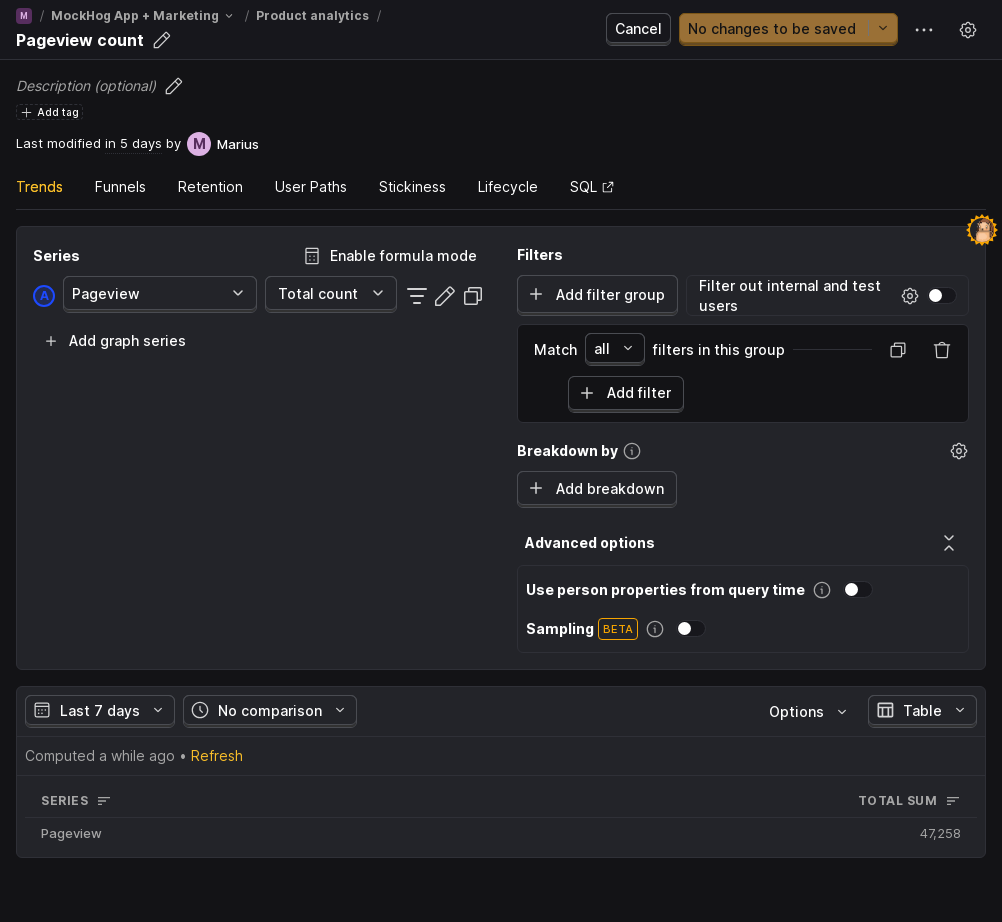 M / MockHog App + Marketing / Product analytics /
Pageview count
Cancel
No changes to be saved
Description (optional)
Add tag
Last modified in 5 days by M Marius
Trends Funnels Retention User Paths Stickiness Lifecycle SQL
Series
Enable formula mode
A Pageview Total count
Add graph series
Filters
Add filter group
Filter out internal and test
users
Match all filters in this group
Add filter
Breakdown by
Add breakdown
Advanced options
Use person properties from query time
Sampling BETA
Last 7 days No comparison Options Table
Computed a while ago • Refresh
SERIES TOTAL SUM
Pageview 47,258